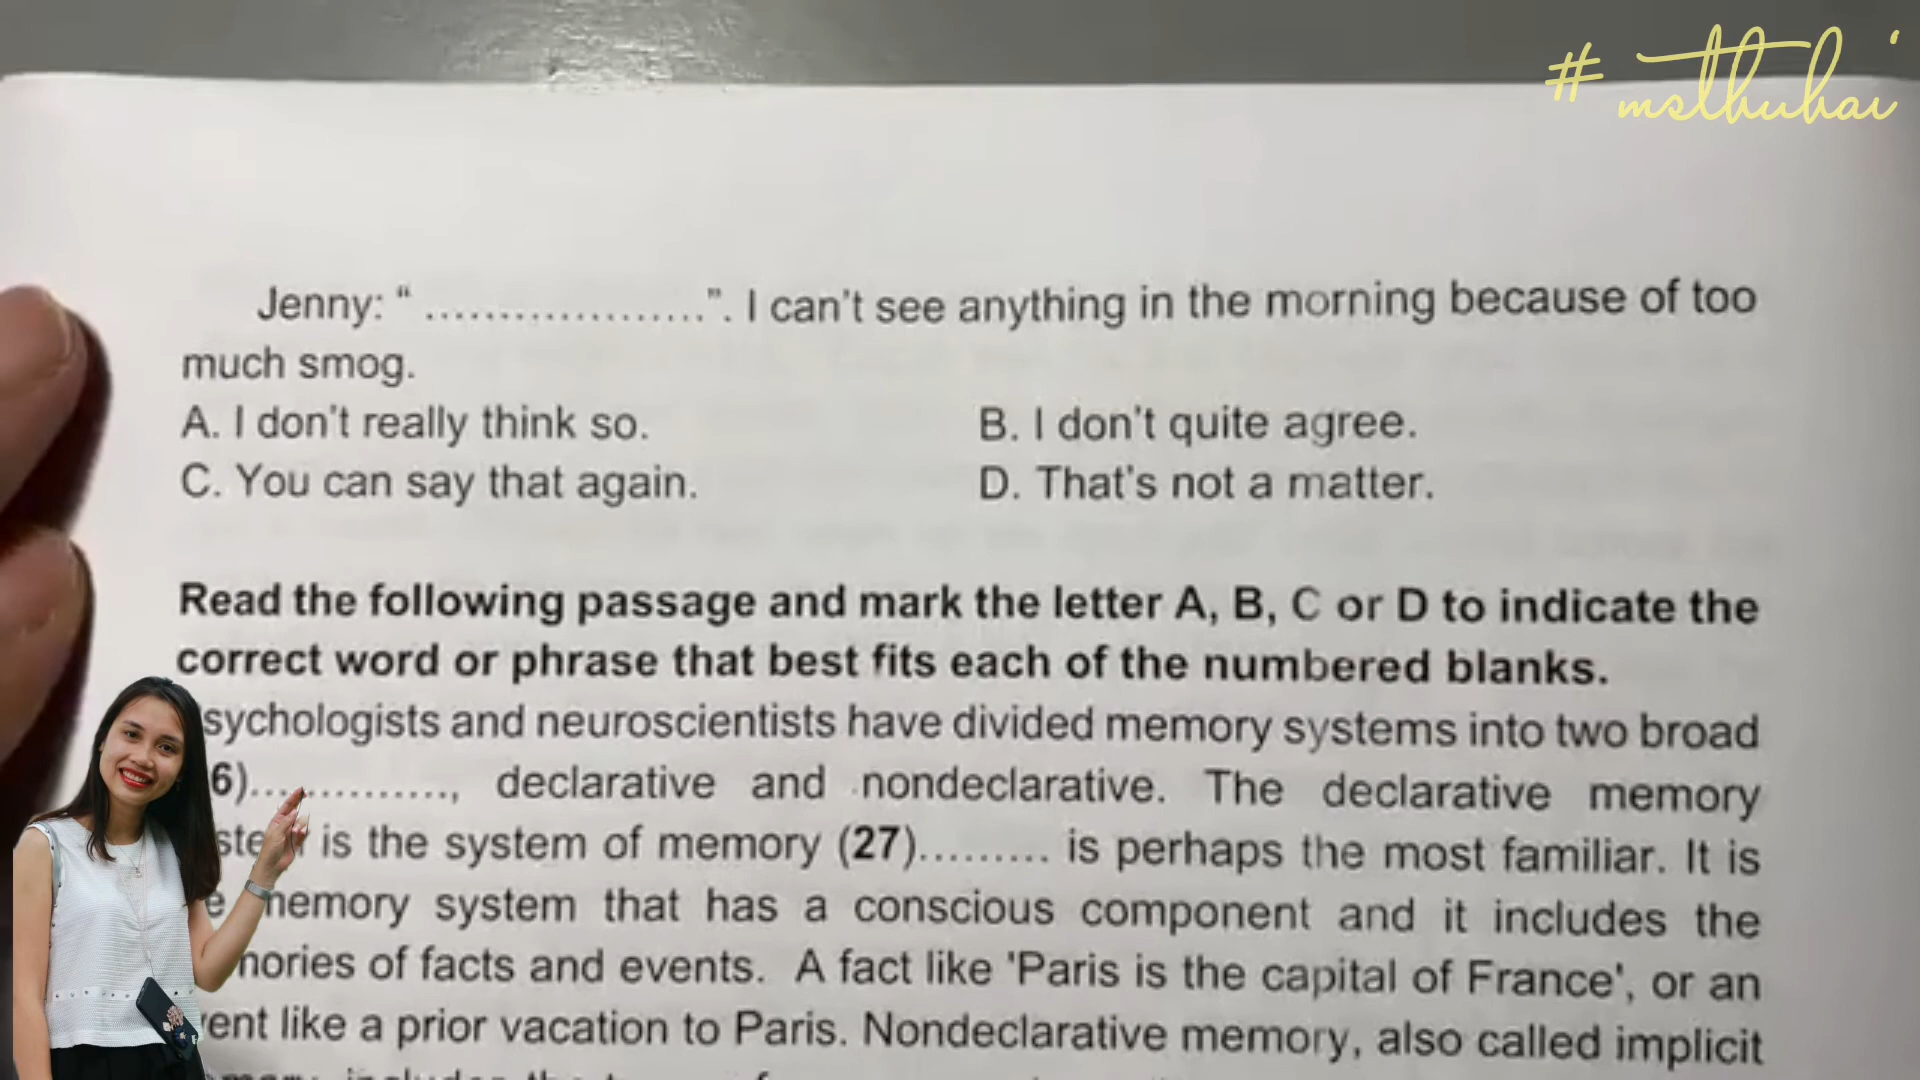 # msthuhai
Jenny: “ ....................”. I can't see anything in the morning because of too
much smog.
A. I don't really think so.
B. I don't quite agree.
C. You can say that again.
D. That's not a matter.
Read the following passage and mark the letter A, B, C or D to indicate the
correct word or phrase that best fits each of the numbered blanks.
sychologists and neuroscientists have divided memory systems into two broad
6)..............., declarative and nondeclarative. The declarative memory
is the system of memory (27)......... is perhaps the most familiar. It is
memory system that has a conscious component and it includes the
of facts and events. A fact like 'Paris is the capital of France', or an
like a prior vacation to Paris. Nondeclarative memory, also called implicit